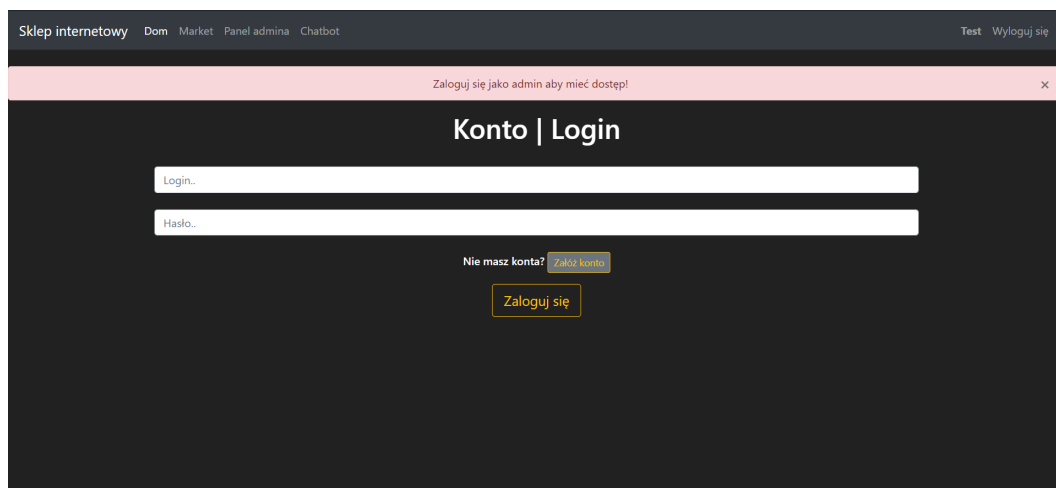 Sklep internetowy Dom Market Panel admina Chatbot Test Wyloguj się
Zaloguj się jako admin aby mieć dostęp! ×
Konto | Login
Login..
Hasło..
Nie masz konta? Załóż konto
Zaloguj się